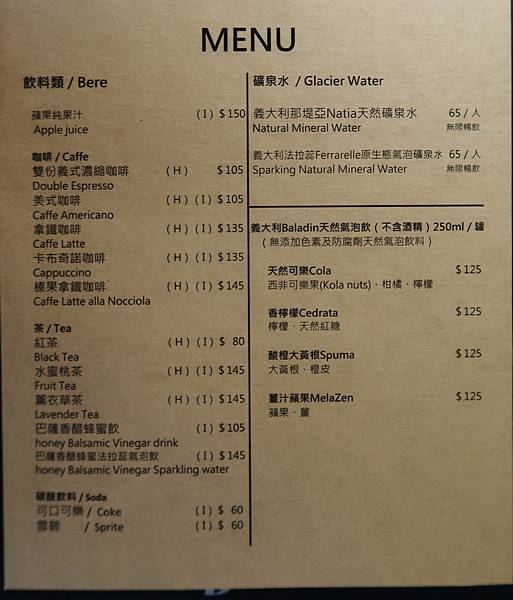 MENU
飲料類 / Bere
蘋果純果汁 ( I ) $ 150
Apple juice
咖啡 / Caffe
雙份義式濃縮咖啡 ( H ) $ 105
Double Espresso
美式咖啡 ( H ) ( I ) $ 105
Caffe Americano
拿鐵咖啡 ( H ) ( I ) $ 135
Caffe Latte
卡布奇諾咖啡 ( H ) ( I ) $ 135
Cappuccino
榛果拿鐵咖啡 ( H ) ( I ) $ 145
Caffe Latte alla Nocciola
茶 / Tea
紅茶 ( H ) ( I ) $ 80
Black Tea
水蜜桃茶 ( H ) ( I ) $ 145
Fruit Tea
薰衣草茶 ( H ) ( I ) $ 145
Lavender Tea
巴薩香醋蜂蜜飲 ( I ) $ 105
honey Balsamic Vinegar drink
巴薩香醋蜂蜜法拉蕊氣泡飲 ( I ) $ 145
honey Balsamic Vinegar Sparkling water
碳酸飲料 / Soda
可口可樂 / Coke ( I ) $ 60
雪碧 / Sprite ( I ) $ 60
礦泉水 / Glacier Water
義大利那堤亞Natia天然礦泉水 65 / 人
Natural Mineral Water 無限暢飲
義大利法拉蕊Ferrarelle原生態氣泡礦泉水 65 / 人
Sparking Natural Mineral Water 無限暢飲
義大利Baladin天然氣泡飲（不含酒精）250ml / 罐
（無添加色素及防腐劑天然氣泡飲料）
天然可樂Cola $ 125
西非可樂果(Kola nuts)、柑橘、檸檬
香檸檬Cedrata $ 125
檸檬、天然紅糖
酸橙大黃根Spuma $ 125
大黃根、橙皮
薑汁蘋果MelaZen $ 125
蘋果、薑